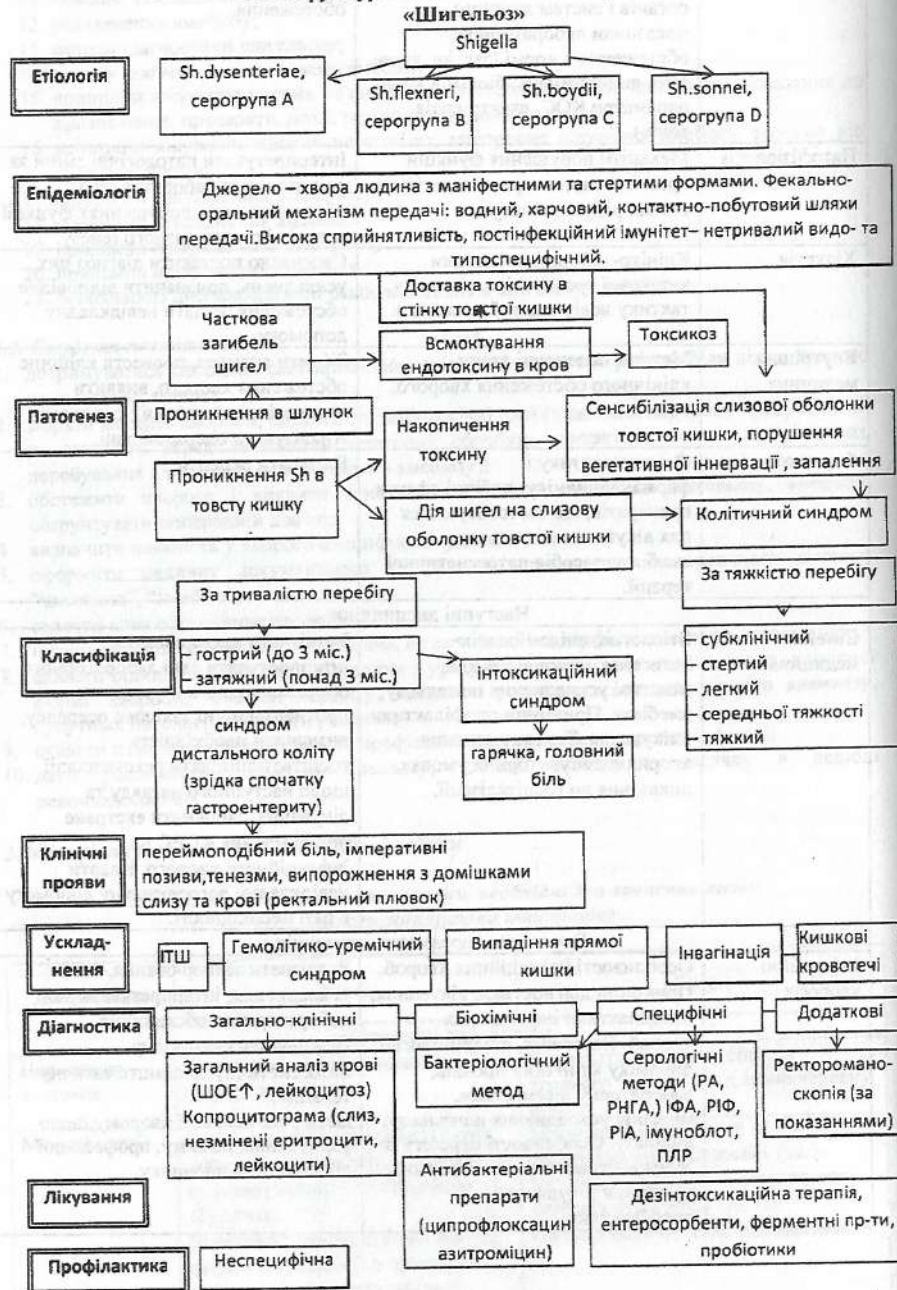 «Шигельоз»
Shigella
Етіологія
Sh.dysenteriae,
серогрупа A
Sh.flexneri,
серогрупа B
Sh.boydii,
серогрупа C
Sh.sonnei,
серогрупа D
Епідеміологія
Джерело – хвора людина з маніфестними та стертими формами. Фекально-
оральний механізм передачі: водний, харчовий, контактно-побутовий шляхи
передачі.Висока сприйнятливість, постінфекційний імунітет– нетривалий видо- та
типоспецифічний.
Доставка токсину в
стінку товстої кишки
Часткова
загибель
шигел
Всмоктування
ендотоксину в кров
Токсикоз
Патогенез
Проникнення в шлунок
Накопичення
токсину
Сенсибілізація слизової оболонки
товстої кишки, порушення
вегетативної іннервації , запалення
Проникнення Sh в
товсту кишку
Дія шигел на слизову
оболонку товстої кишки
Колітичний синдром
За тривалістю перебігу
За тяжкістю перебігу
Класифікація
– гострий (до 3 міс.)
– затяжний (понад 3 міс.)
інтоксикаційний
синдром
– субклінічний
– стертий
– легкий
– середньої тяжкості
– тяжкий
синдром
дистального коліту
(зрідка спочатку
гастроентериту)
гарячка, головний
біль
Клінічні
прояви
переймоподібний біль, імперативні
позиви,тенезми, випорожнення з домішками
слизу та крові (ректальний плювок)
Усклад-
нення
ІТШ
Гемолітико-уремічний
синдром
Випадіння прямої
кишки
Інвагінація
Кишкові
кровотечі
Діагностика
Загально-клінічні
Біохімічні
Специфічні
Додаткові
Загальний аналіз крові
(ШОЕ↑, лейкоцитоз)
Копроцитограма (слиз,
незмінені еритроцити,
лейкоцити)
Бактеріологічний
метод
Серологічні
методи (РА,
РНГА,) ІФА, РІФ,
РІА, імуноблот,
ПЛР
Ректоромано-
скопія (за
показаннями)
Лікування
Антибактеріальні
препарати
(ципрофлоксацин
азитроміцин)
Дезінтоксикаційна терапія,
ентеросорбенти, ферментні пр-ти,
пробіотики
Профілактика
Неспецифічна